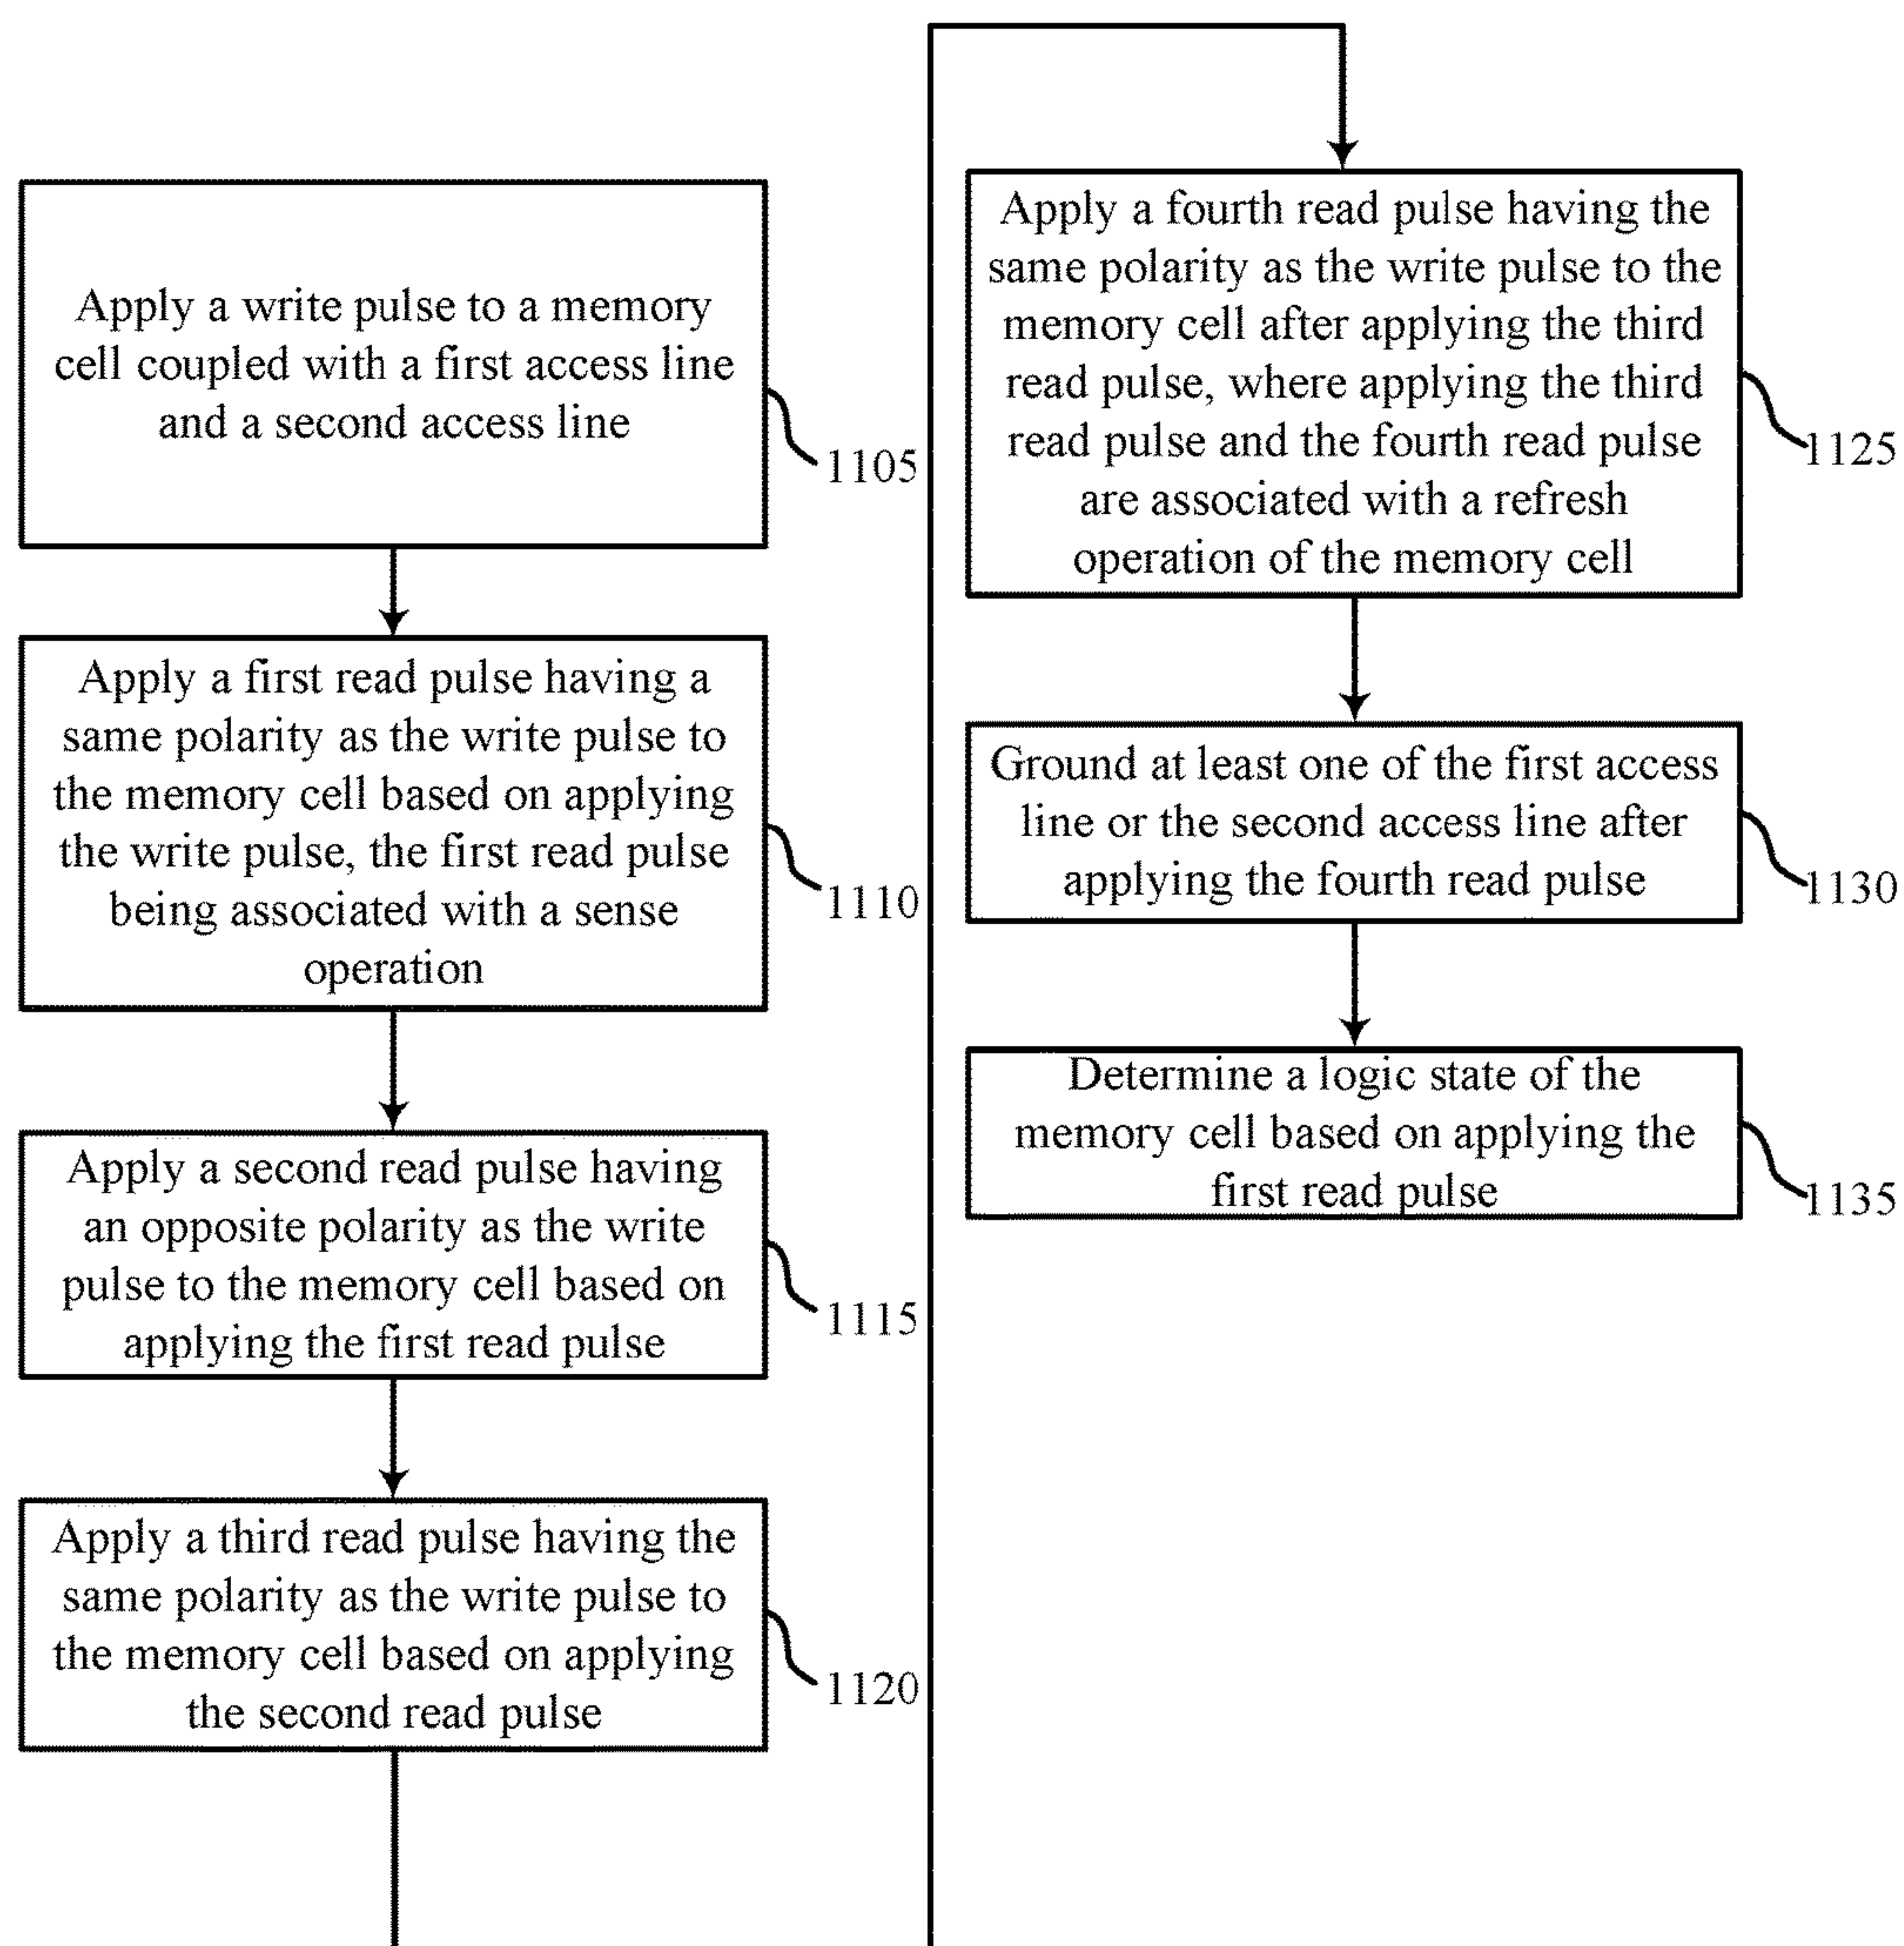 Apply a write pulse to a memory
cell coupled with a first access line
and a second access line
1105
Apply a first read pulse having a
same polarity as the write pulse to
the memory cell based on applying
the write pulse, the first read pulse
being associated with a sense
operation
1110
Apply a second read pulse having
an opposite polarity as the write
pulse to the memory cell based on
applying the first read pulse
1115
Apply a third read pulse having the
same polarity as the write pulse to
the memory cell based on applying
the second read pulse
1120
Apply a fourth read pulse having the
same polarity as the write pulse to the
memory cell after applying the third
read pulse, where applying the third
read pulse and the fourth read pulse
are associated with a refresh
operation of the memory cell
1125
Ground at least one of the first access
line or the second access line after
applying the fourth read pulse
1130
Determine a logic state of the
memory cell based on applying the
first read pulse
1135